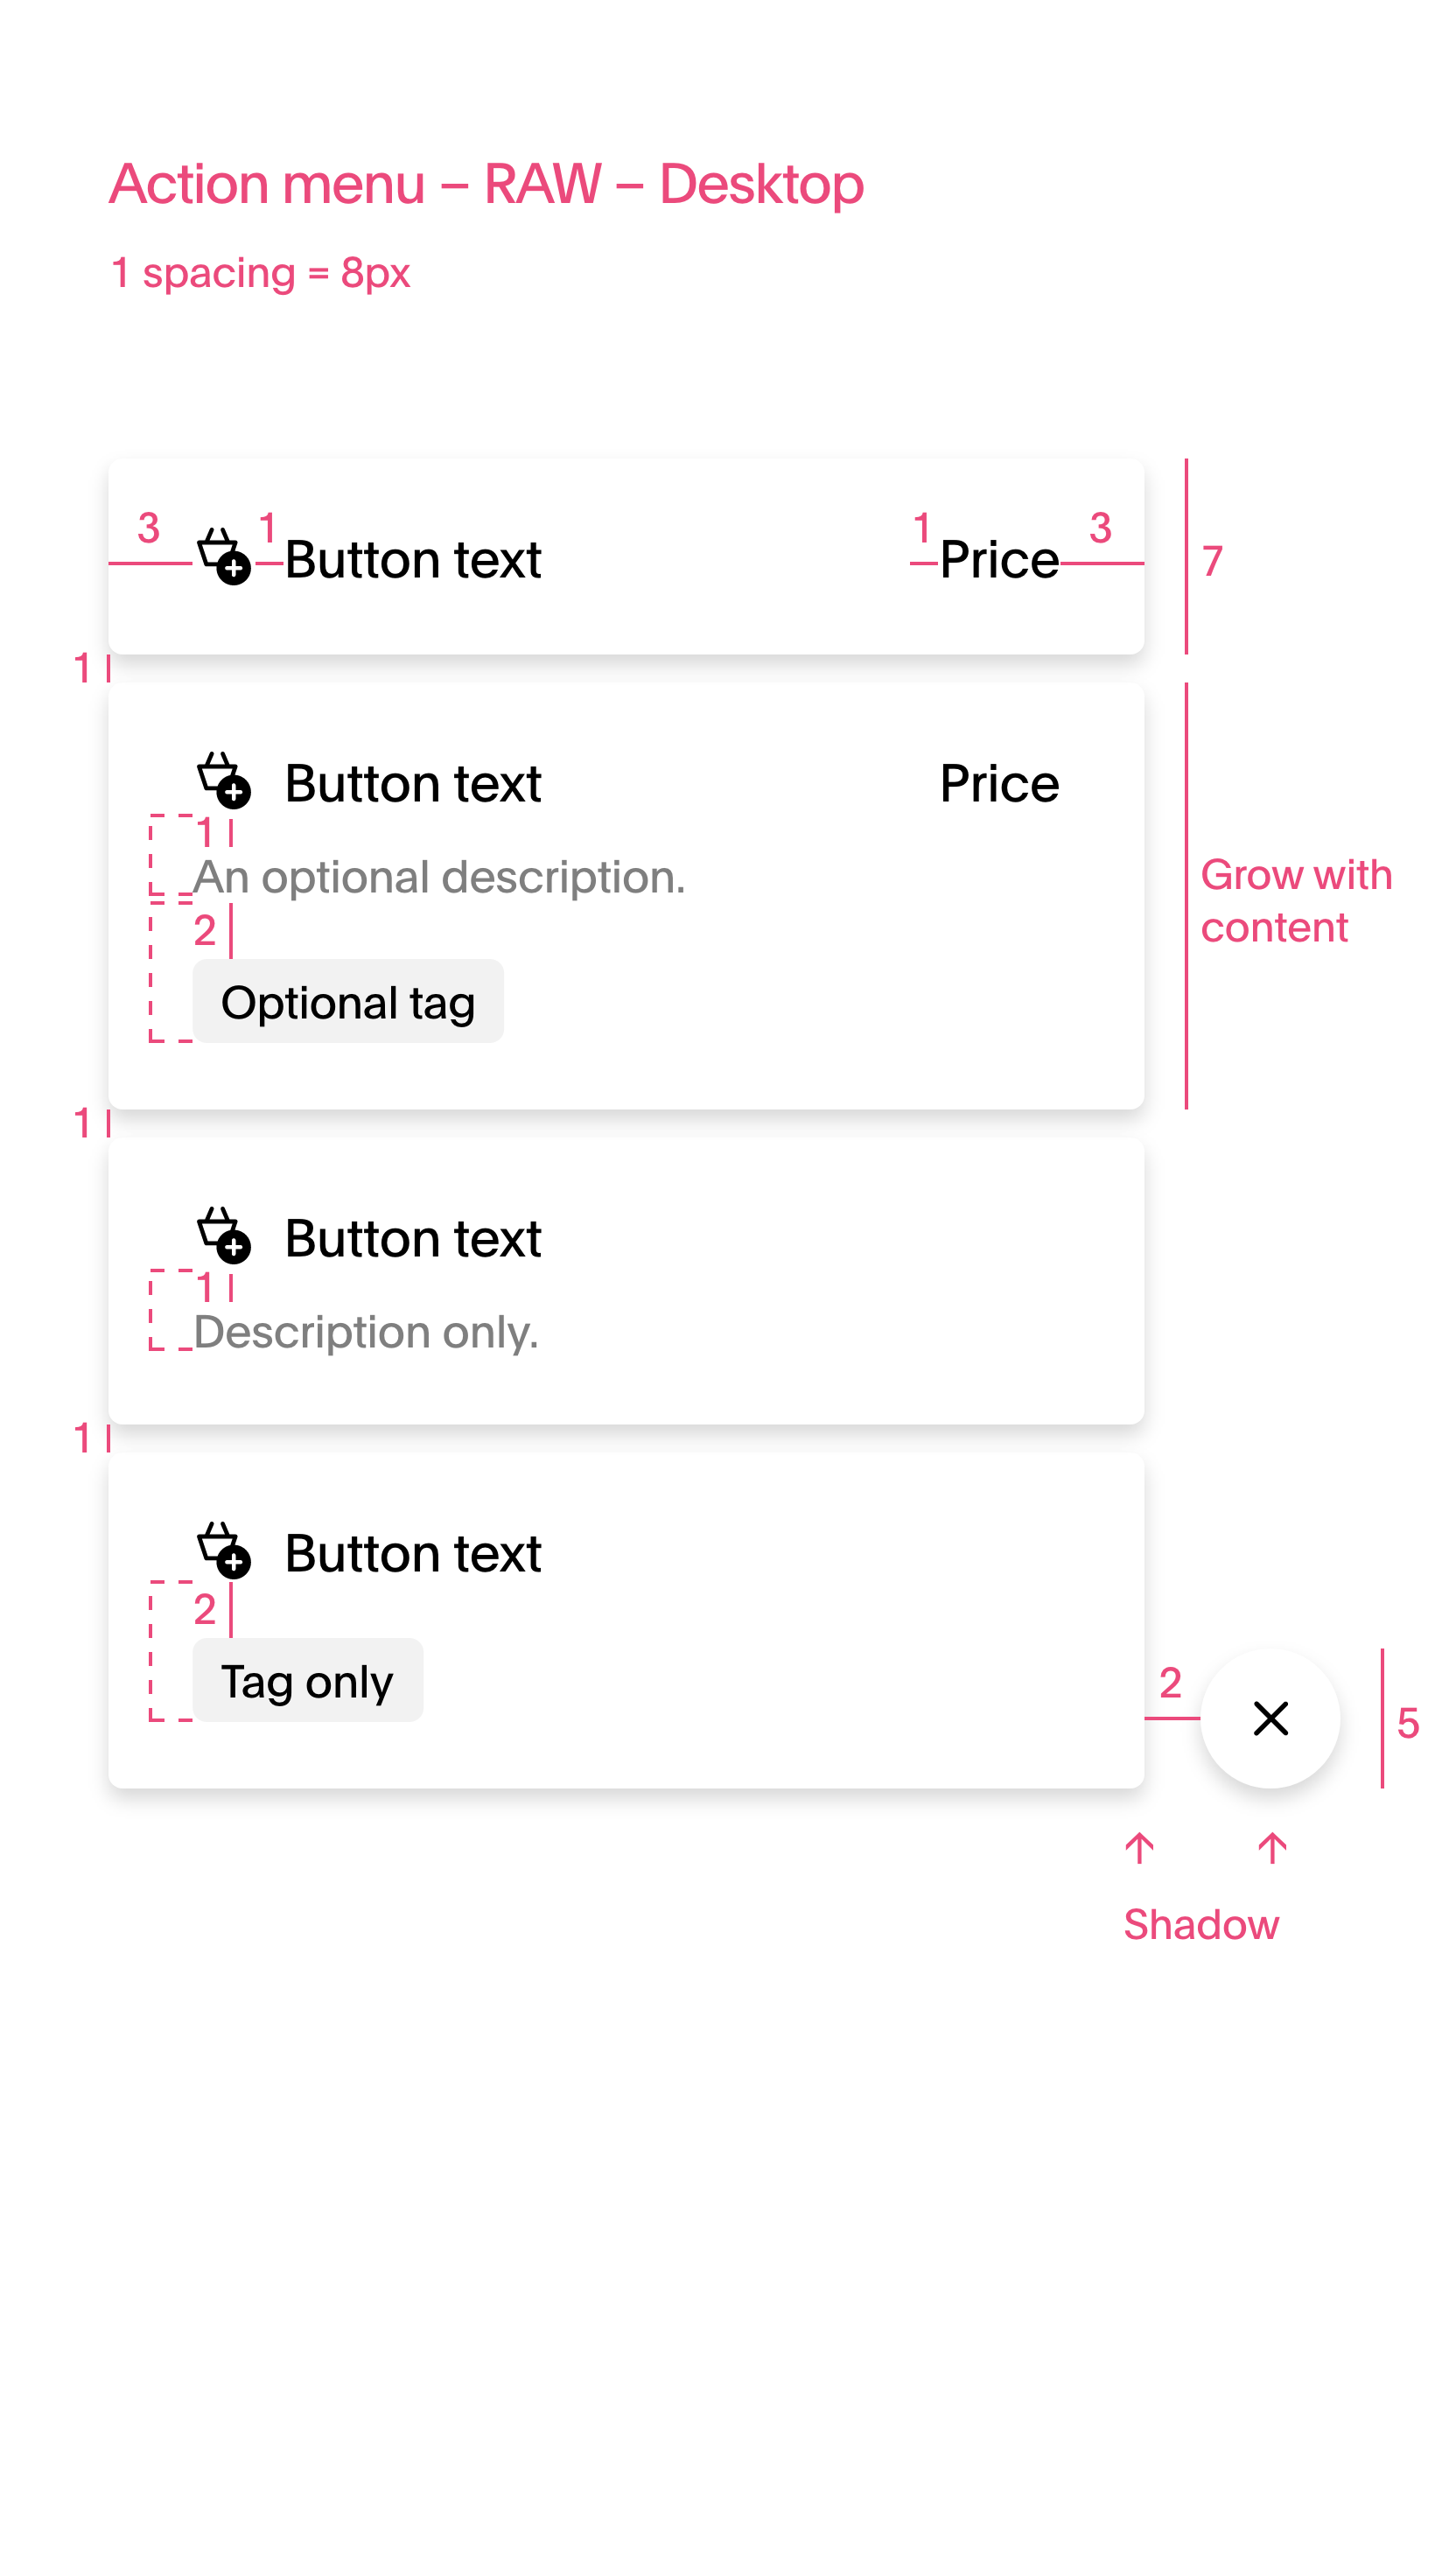 Action menu – RAW – Desktop
1 spacing = 8px
3 1 Button text 1 Price 3 7
1
Button text Price
1
An optional description.
Grow with
content
2
Optional tag
1
Button text
1
Description only.
1
Button text
2
Tag only
2
5
Shadow